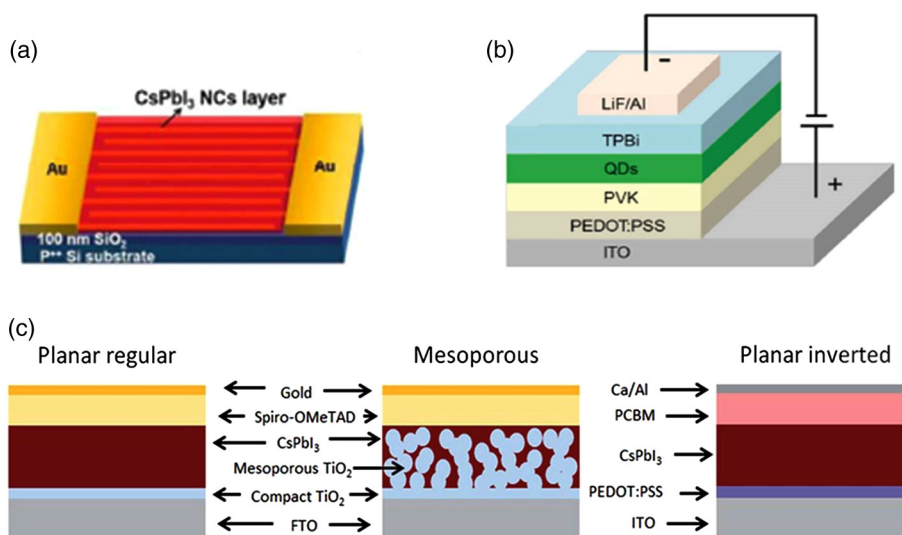 (a)
CsPbI₃ NCs layer
Au
Au
100 nm SiO₂
P⁺⁺ Si substrate
(b)
-
LiF/Al
TPBi
QDs
PVK
PEDOT:PSS
ITO
+
(c)
Planar regular
Mesoporous
Planar inverted
Gold
Spiro-OMeTAD
CsPbI₃
Mesoporous TiO₂
Compact TiO₂
FTO
Ca/Al
PCBM
CsPbI₃
PEDOT:PSS
ITO